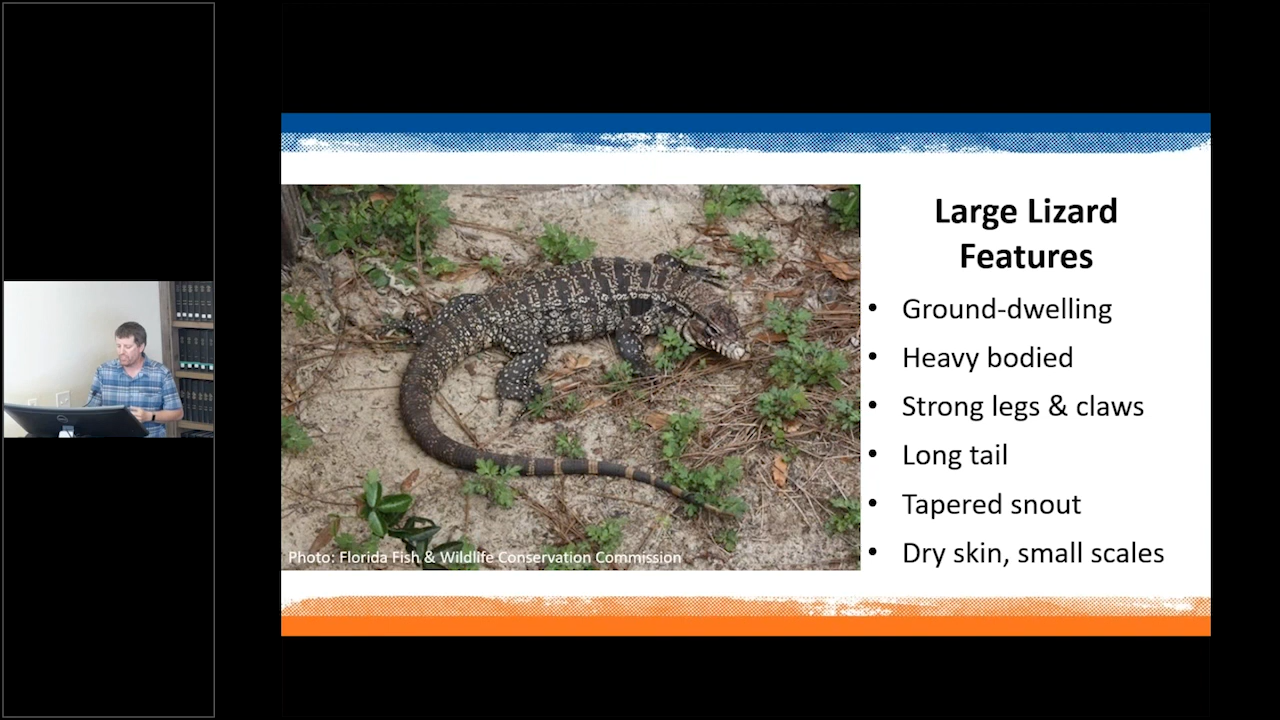 Large Lizard
Features
• Ground-dwelling
• Heavy bodied
• Strong legs & claws
• Long tail
• Tapered snout
• Dry skin, small scales
Photo: Florida Fish & Wildlife Conservation Commission